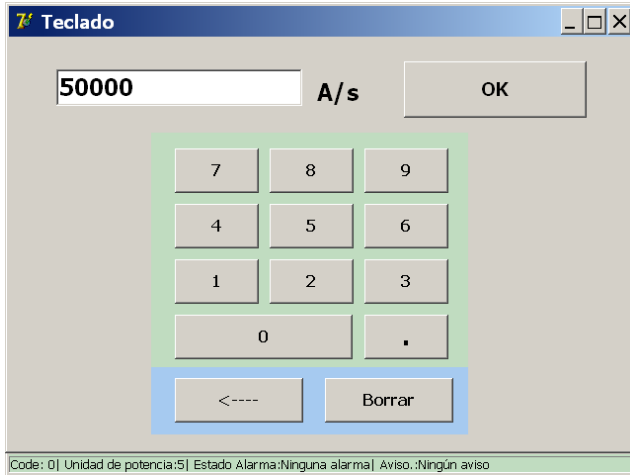 Teclado
50000 A/s OK
7 8 9
4 5 6
1 2 3
0 .
<---- Borrar
Code: 0| Unidad de potencia:5| Estado Alarma:Ninguna alarma| Aviso.:Ningún aviso